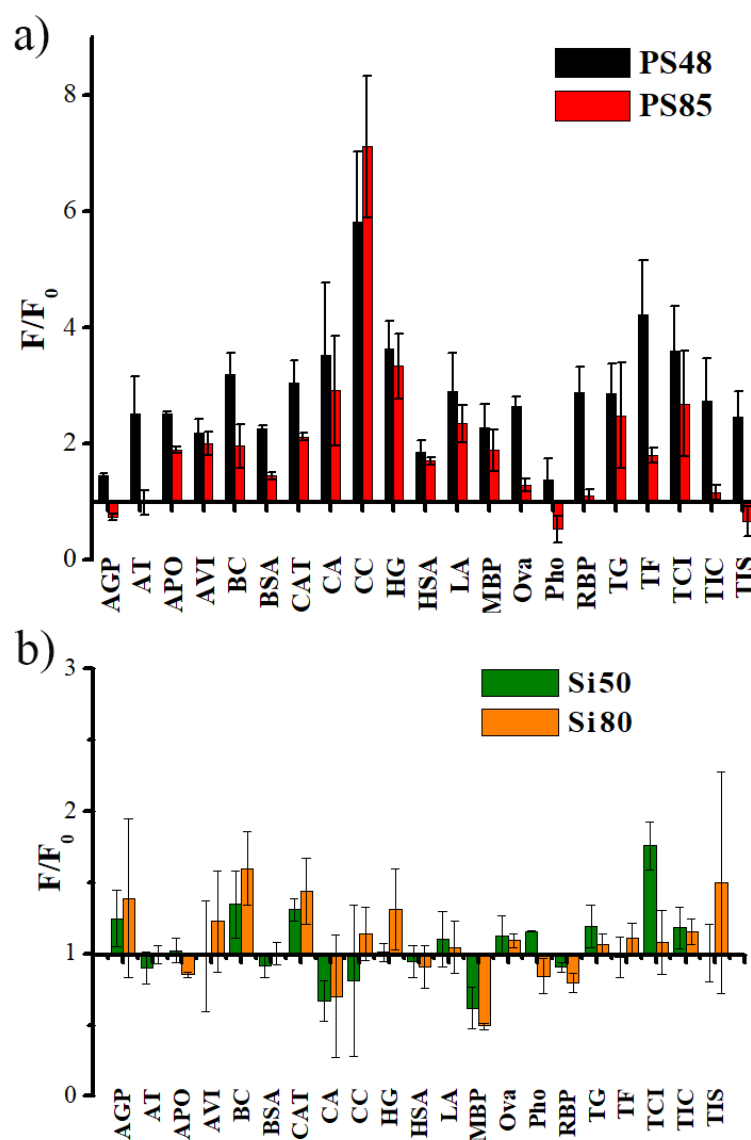 a)
PS48
PS85
8
6
4
2
0
F/F0
AGP AT APO AVI BC BSA CAT CA CC HG HSA LA MBP Ova Pho RBP TG TF TCI TIC TIS
b)
Si50
Si80
3
2
1
0
F/F0
AGP AT APO AVI BC BSA CAT CA CC HG HSA LA MBP Ova Pho RBP TG TF TCI TIC TIS